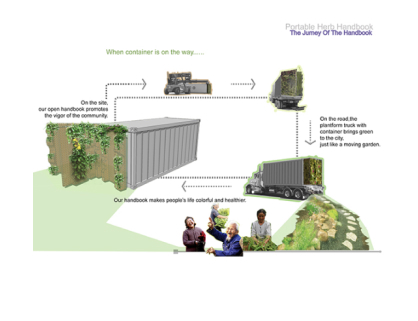 Portable Herb Handbook
The Jurney Of The Handbook
When container is on the way......
On the site,
our open handbook promotes
the vigor of the community.
On the road,the
plantform truck with
container brings green
to the city,
just like a moving garden.
Our handbook makes people's life colorful and healthier.